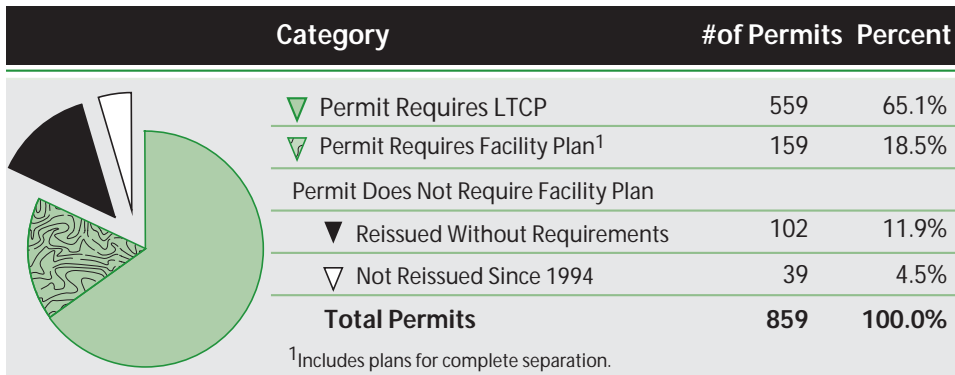 Category #of Permits Percent
Permit Requires LTCP 559 65.1%
Permit Requires Facility Plan1 159 18.5%
Permit Does Not Require Facility Plan
Reissued Without Requirements 102 11.9%
Not Reissued Since 1994 39 4.5%
Total Permits 859 100.0%
1Includes plans for complete separation.